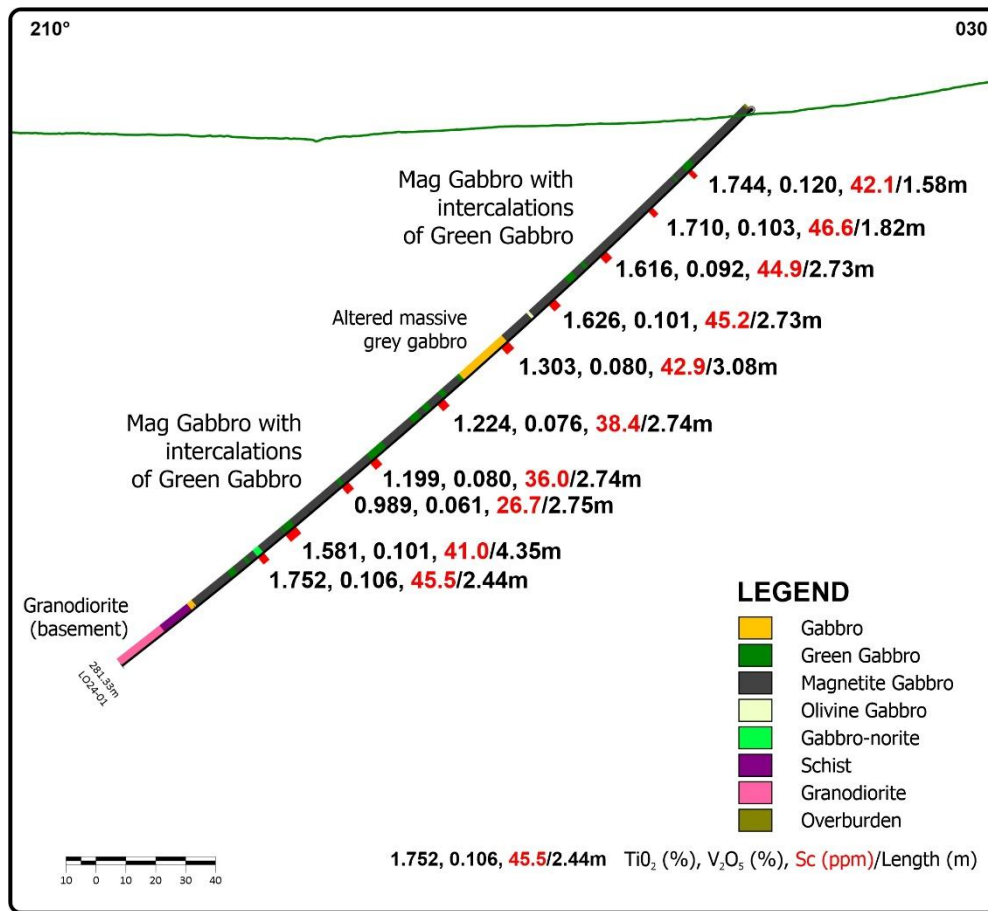 210°
030
Mag Gabbro with
intercalations
of Green Gabbro
1.744, 0.120, 42.1/1.58m
1.710, 0.103, 46.6/1.82m
1.616, 0.092, 44.9/2.73m
Altered massive
grey gabbro
1.626, 0.101, 45.2/2.73m
1.303, 0.080, 42.9/3.08m
1.224, 0.076, 38.4/2.74m
Mag Gabbro with
intercalations
of Green Gabbro
1.199, 0.080, 36.0/2.74m
0.989, 0.061, 26.7/2.75m
1.581, 0.101, 41.0/4.35m
1.752, 0.106, 45.5/2.44m
Granodiorite
(basement)
281.33m
LO24-01
LEGEND
Gabbro
Green Gabbro
Magnetite Gabbro
Olivine Gabbro
Gabbro-norite
Schist
Granodiorite
Overburden
10 0 10 20 30 40
1.752, 0.106, 45.5/2.44m TiO₂ (%), V₂O₅ (%), Sc (ppm)/Length (m)